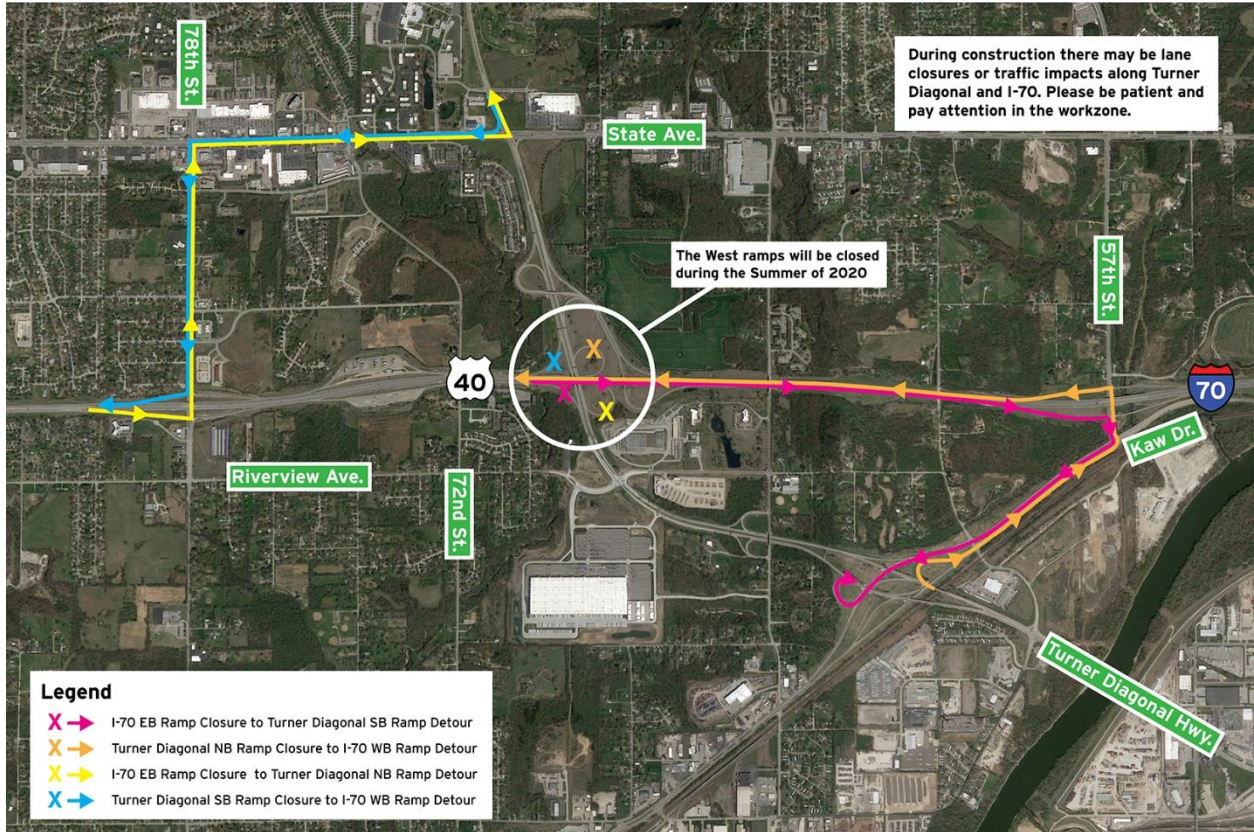 78th St.
During construction there may be lane
closures or traffic impacts along Turner
Diagonal and I-70. Please be patient and
pay attention in the workzone.
State Ave.
The West ramps will be closed
during the Summer of 2020
57th St.
X
X
X
X
40
70
Kaw Dr.
Riverview Ave.
72nd St.
Turner Diagonal Hwy.
Legend
X I-70 EB Ramp Closure to Turner Diagonal SB Ramp Detour
X Turner Diagonal NB Ramp Closure to I-70 WB Ramp Detour
X I-70 EB Ramp Closure to Turner Diagonal NB Ramp Detour
X Turner Diagonal SB Ramp Closure to I-70 WB Ramp Detour